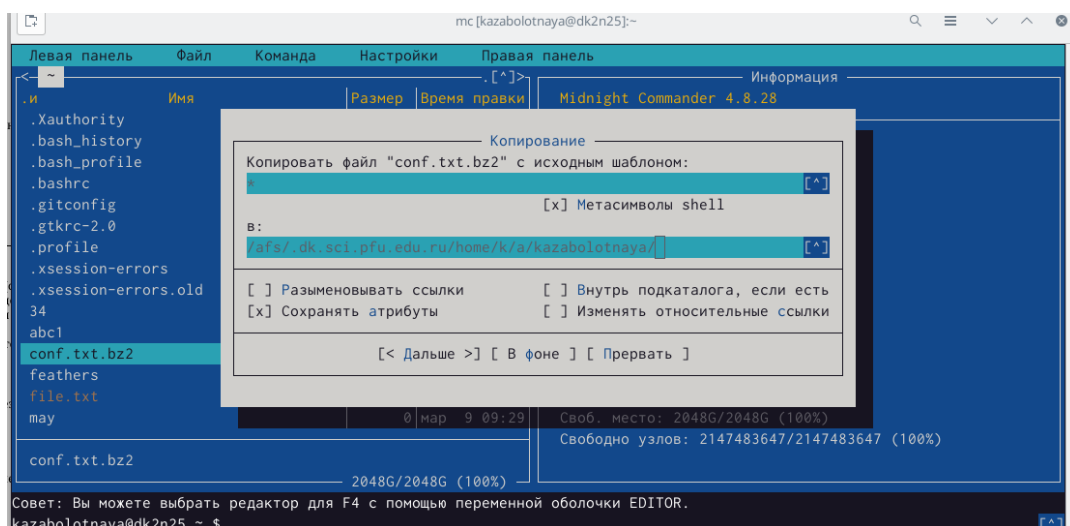 mc [kazabolotnaya@dk2n25]:~
Левая панель Файл Команда Настройки Правая панель
<- ~ .[^]> Информация
.и Имя Размер Время правки Midnight Commander 4.8.28
.Xauthority
.bash_history Копирование
.bash_profile Копировать файл "conf.txt.bz2" с исходным шаблоном:
.bashrc * [^]
.gitconfig [x] Метасимволы shell
.gtkrc-2.0 в:
.profile /afs/.dk.sci.pfu.edu.ru/home/k/a/kazabolotnaya/ [^]
.xsession-errors
.xsession-errors.old [ ] Разыменовывать ссылки [ ] Внутрь подкаталога, если есть
34 [x] Сохранять атрибуты [ ] Изменять относительные ссылки
abc1
conf.txt.bz2 [< Дальше >] [ В фоне ] [ Прервать ]
feathers
file.txt
may 0 мар 9 09:29 Своб. место: 2048G/2048G (100%)
Свободно узлов: 2147483647/2147483647 (100%)
conf.txt.bz2
2048G/2048G (100%)
Совет: Вы можете выбрать редактор для F4 с помощью переменной оболочки EDITOR.
kazabolotnaya@dk2n25 ~ $ [^]